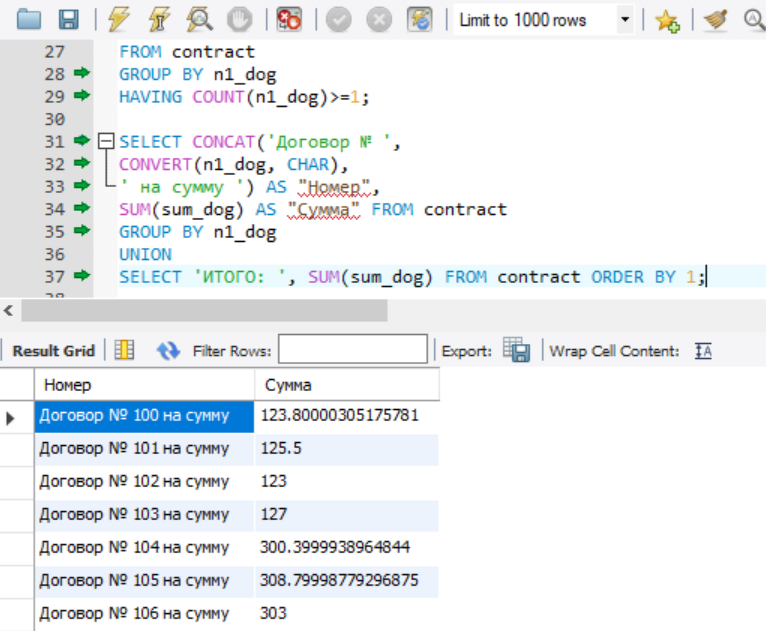 Limit to 1000 rows
27 FROM contract
28 GROUP BY n1_dog
29 HAVING COUNT(n1_dog)>=1;
30
31 SELECT CONCAT('Договор № ',
32 CONVERT(n1_dog, CHAR),
33 ' на сумму ') AS "Номер",
34 SUM(sum_dog) AS "Сумма" FROM contract
35 GROUP BY n1_dog
36 UNION
37 SELECT 'ИТОГО: ', SUM(sum_dog) FROM contract ORDER BY 1;
Result Grid Filter Rows: Export: Wrap Cell Content: IA
Номер Сумма
Договор № 100 на сумму 123.80000305175781
Договор № 101 на сумму 125.5
Договор № 102 на сумму 123
Договор № 103 на сумму 127
Договор № 104 на сумму 300.3999938964844
Договор № 105 на сумму 308.79998779296875
Договор № 106 на сумму 303